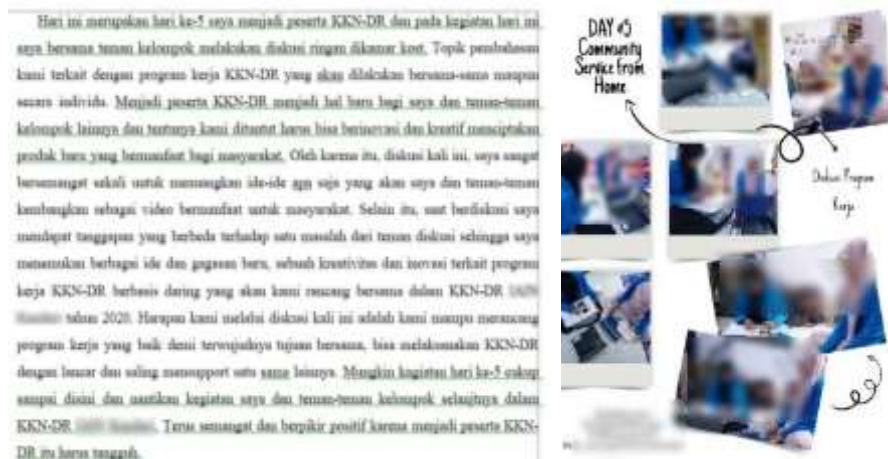 Hari ini merupakan hari ke-5 saya menjadi peserta KKN-DR dan pada kegiatan hari ini
saya bersama teman kelompok melakukan diskusi ringan dikamar kost. Topik pembahasan
kami terkait dengan program kerja KKN-DR yang akan dilakukan bersama-sama maupun
secara individu. Menjadi peserta KKN-DR menjadi hal baru bagi saya dan teman-teman
kelompok lainnya dan tentunya kami dituntut harus bisa berinovasi dan kreatif menciptakan
produk baru yang bermanfaat bagi masyarakat. Oleh karena itu, diskusi kali ini, saya sangat
bersemangat sekali untuk menuangkan ide-ide apa saja yang akan saya dan teman-teman
kembangkan sebagai video bermanfaat untuk masyarakat. Selain itu, saat berdiskusi saya
mendapat tanggapan yang berbeda terhadap satu masalah dari teman diskusi sehingga saya
menemukan berbagai ide dan gagasan baru, sebuah kreativitas dan inovasi terkait program
kerja KKN-DR berbasis daring yang akan kami rancang bersama dalam KKN-DR
tahun 2020. Harapan kami melalui diskusi kali ini adalah kami mampu merancang
program kerja yang baik demi terwujudnya tujuan bersama, bisa melaksanakan KKN-DR
dengan lancar dan saling mensupport satu sama lainnya. Mungkin kegiatan hari ke-5 cukup
sampai disini dan nantikan kegiatan saya dan teman-teman kelompok selanjtnya dalam
KKN-DR Terus semangat dan berpikir positif karena menjadi peserta KKN-
DR itu harus tangguh.
DAY #5
Community
Service from
Home
Diskusi Program
Kerja